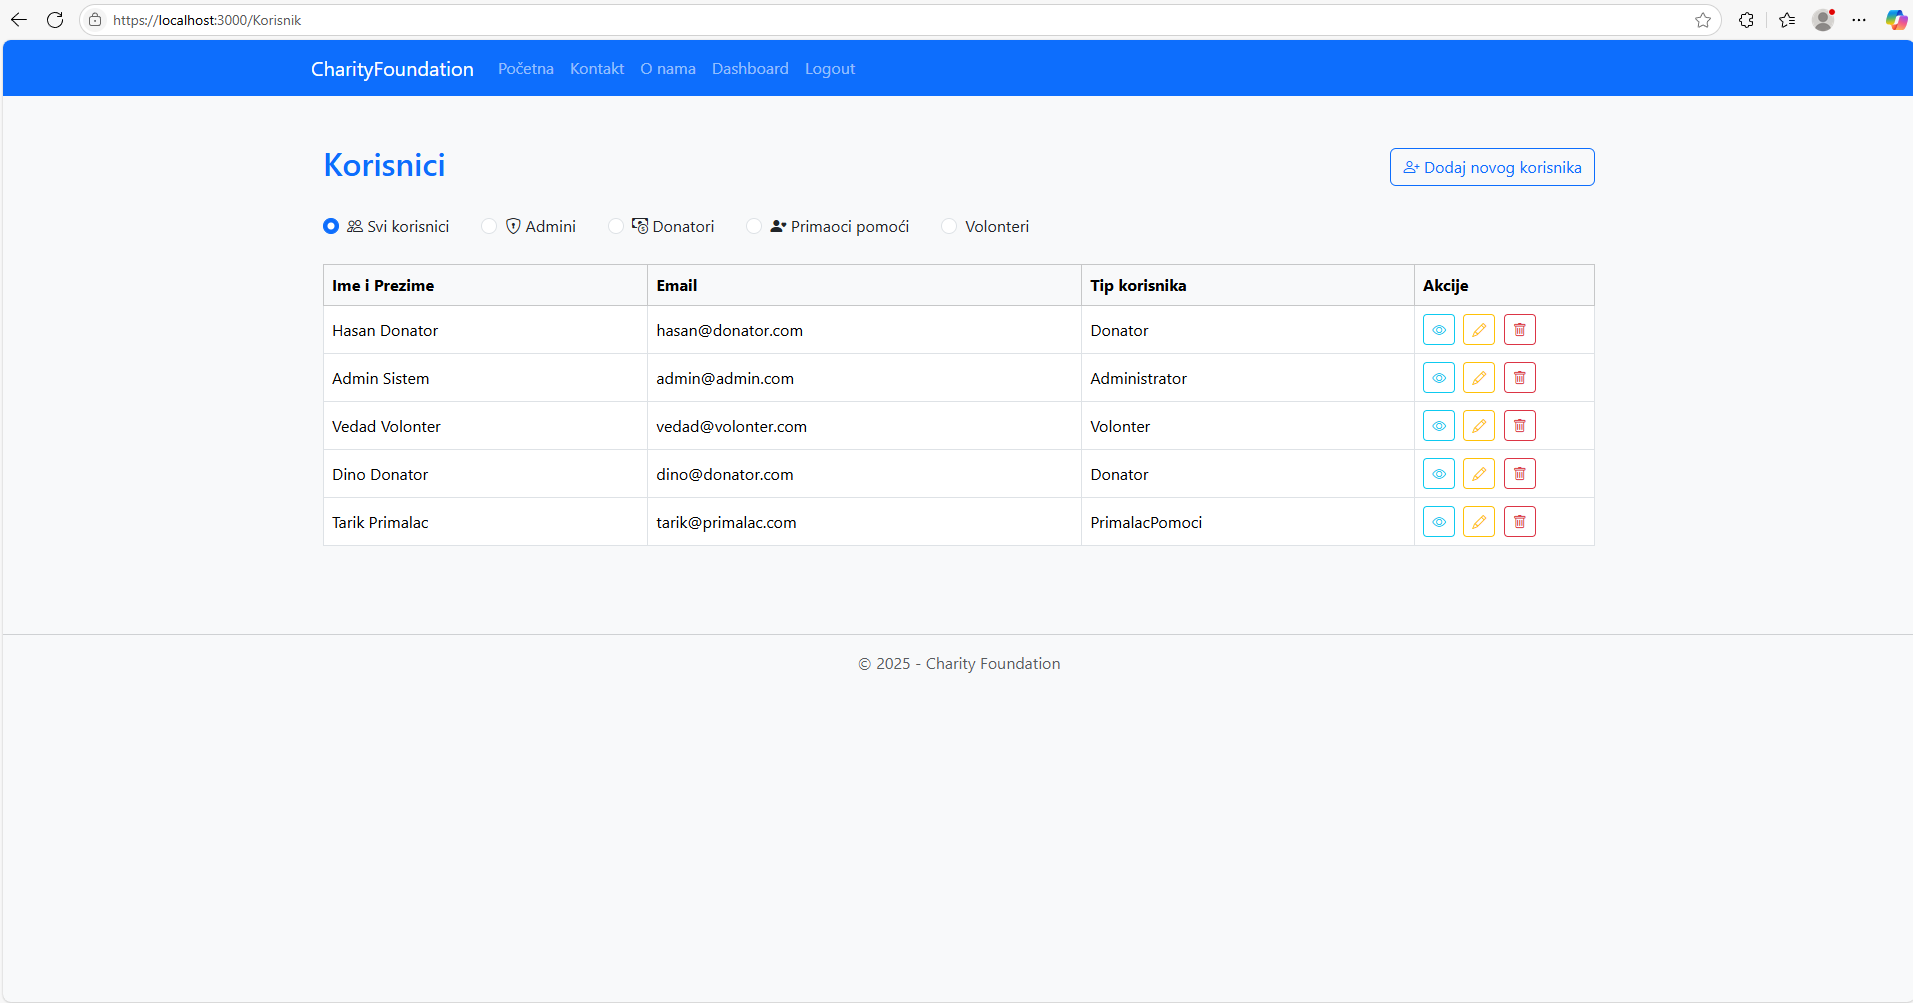 https://localhost:3000/Korisnik
CharityFoundation Početna Kontakt O nama Dashboard Logout
Korisnici
Dodaj novog korisnika
Svi korisnici Admini Donatori Primaoci pomoći Volonteri
Ime i Prezime Email Tip korisnika Akcije
Hasan Donator hasan@donator.com Donator
Admin Sistem admin@admin.com Administrator
Vedad Volonter vedad@volonter.com Volonter
Dino Donator dino@donator.com Donator
Tarik Primalac tarik@primalac.com PrimalacPomoci
© 2025 - Charity Foundation